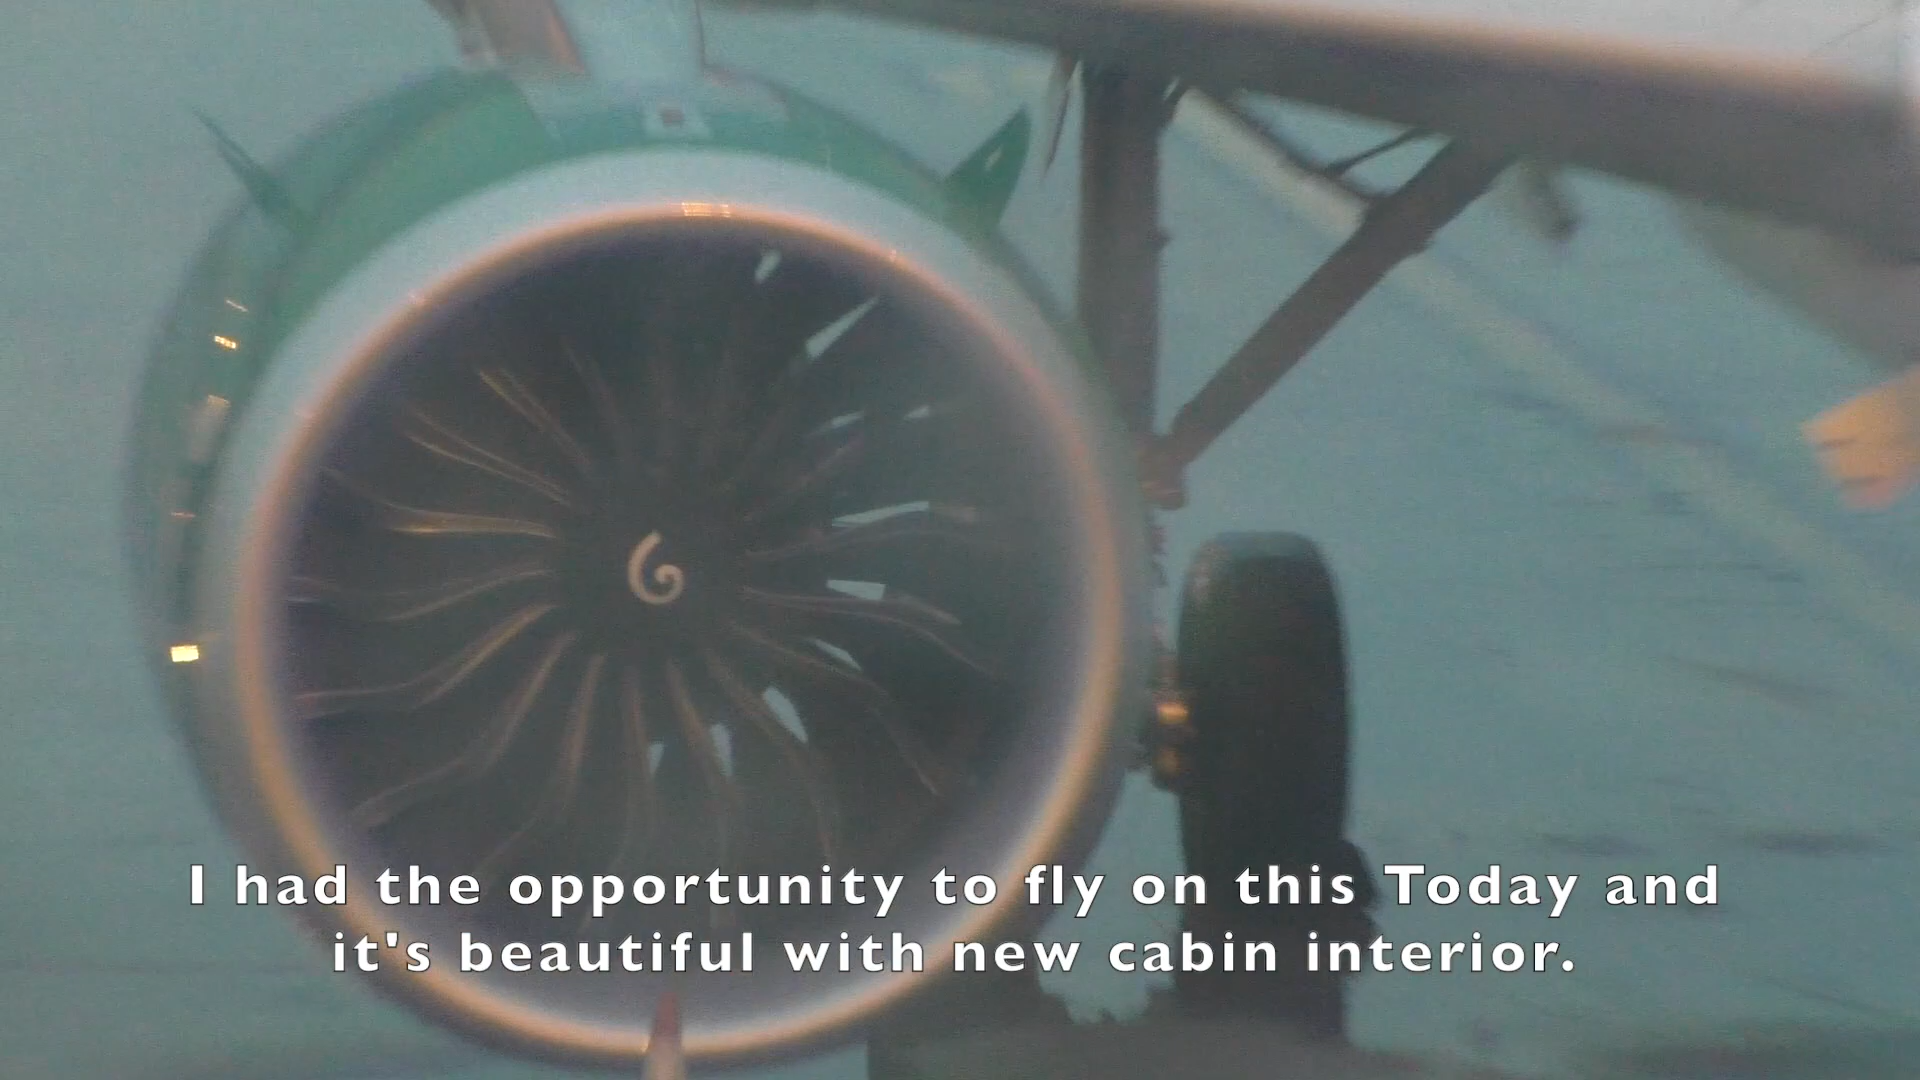 I had the opportunity to fly on this Today and
it's beautiful with new cabin interior.